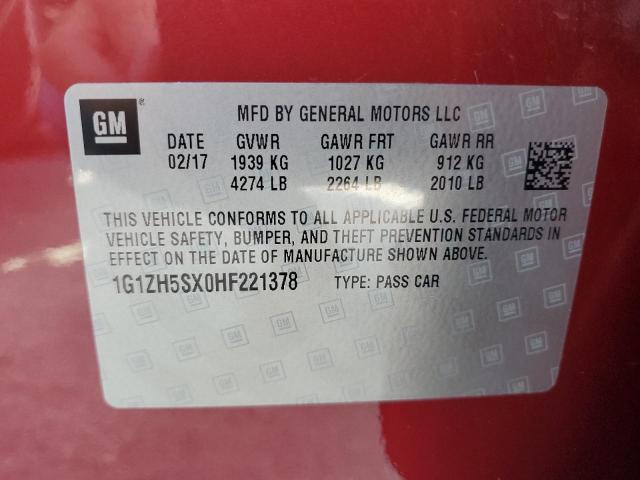 GM ® MFD BY GENERAL MOTORS LLC
DATE GVWR GAWR FRT GAWR RR
02/17 1939 KG 1027 KG 912 KG
4274 LB 2264 LB 2010 LB
THIS VEHICLE CONFORMS TO ALL APPLICABLE U.S. FEDERAL MOTOR
VEHICLE SAFETY, BUMPER, AND THEFT PREVENTION STANDARDS IN
EFFECT ON THE DATE OF MANUFACTURE SHOWN ABOVE.
1G1ZH5SX0HF221378 TYPE: PASS CAR